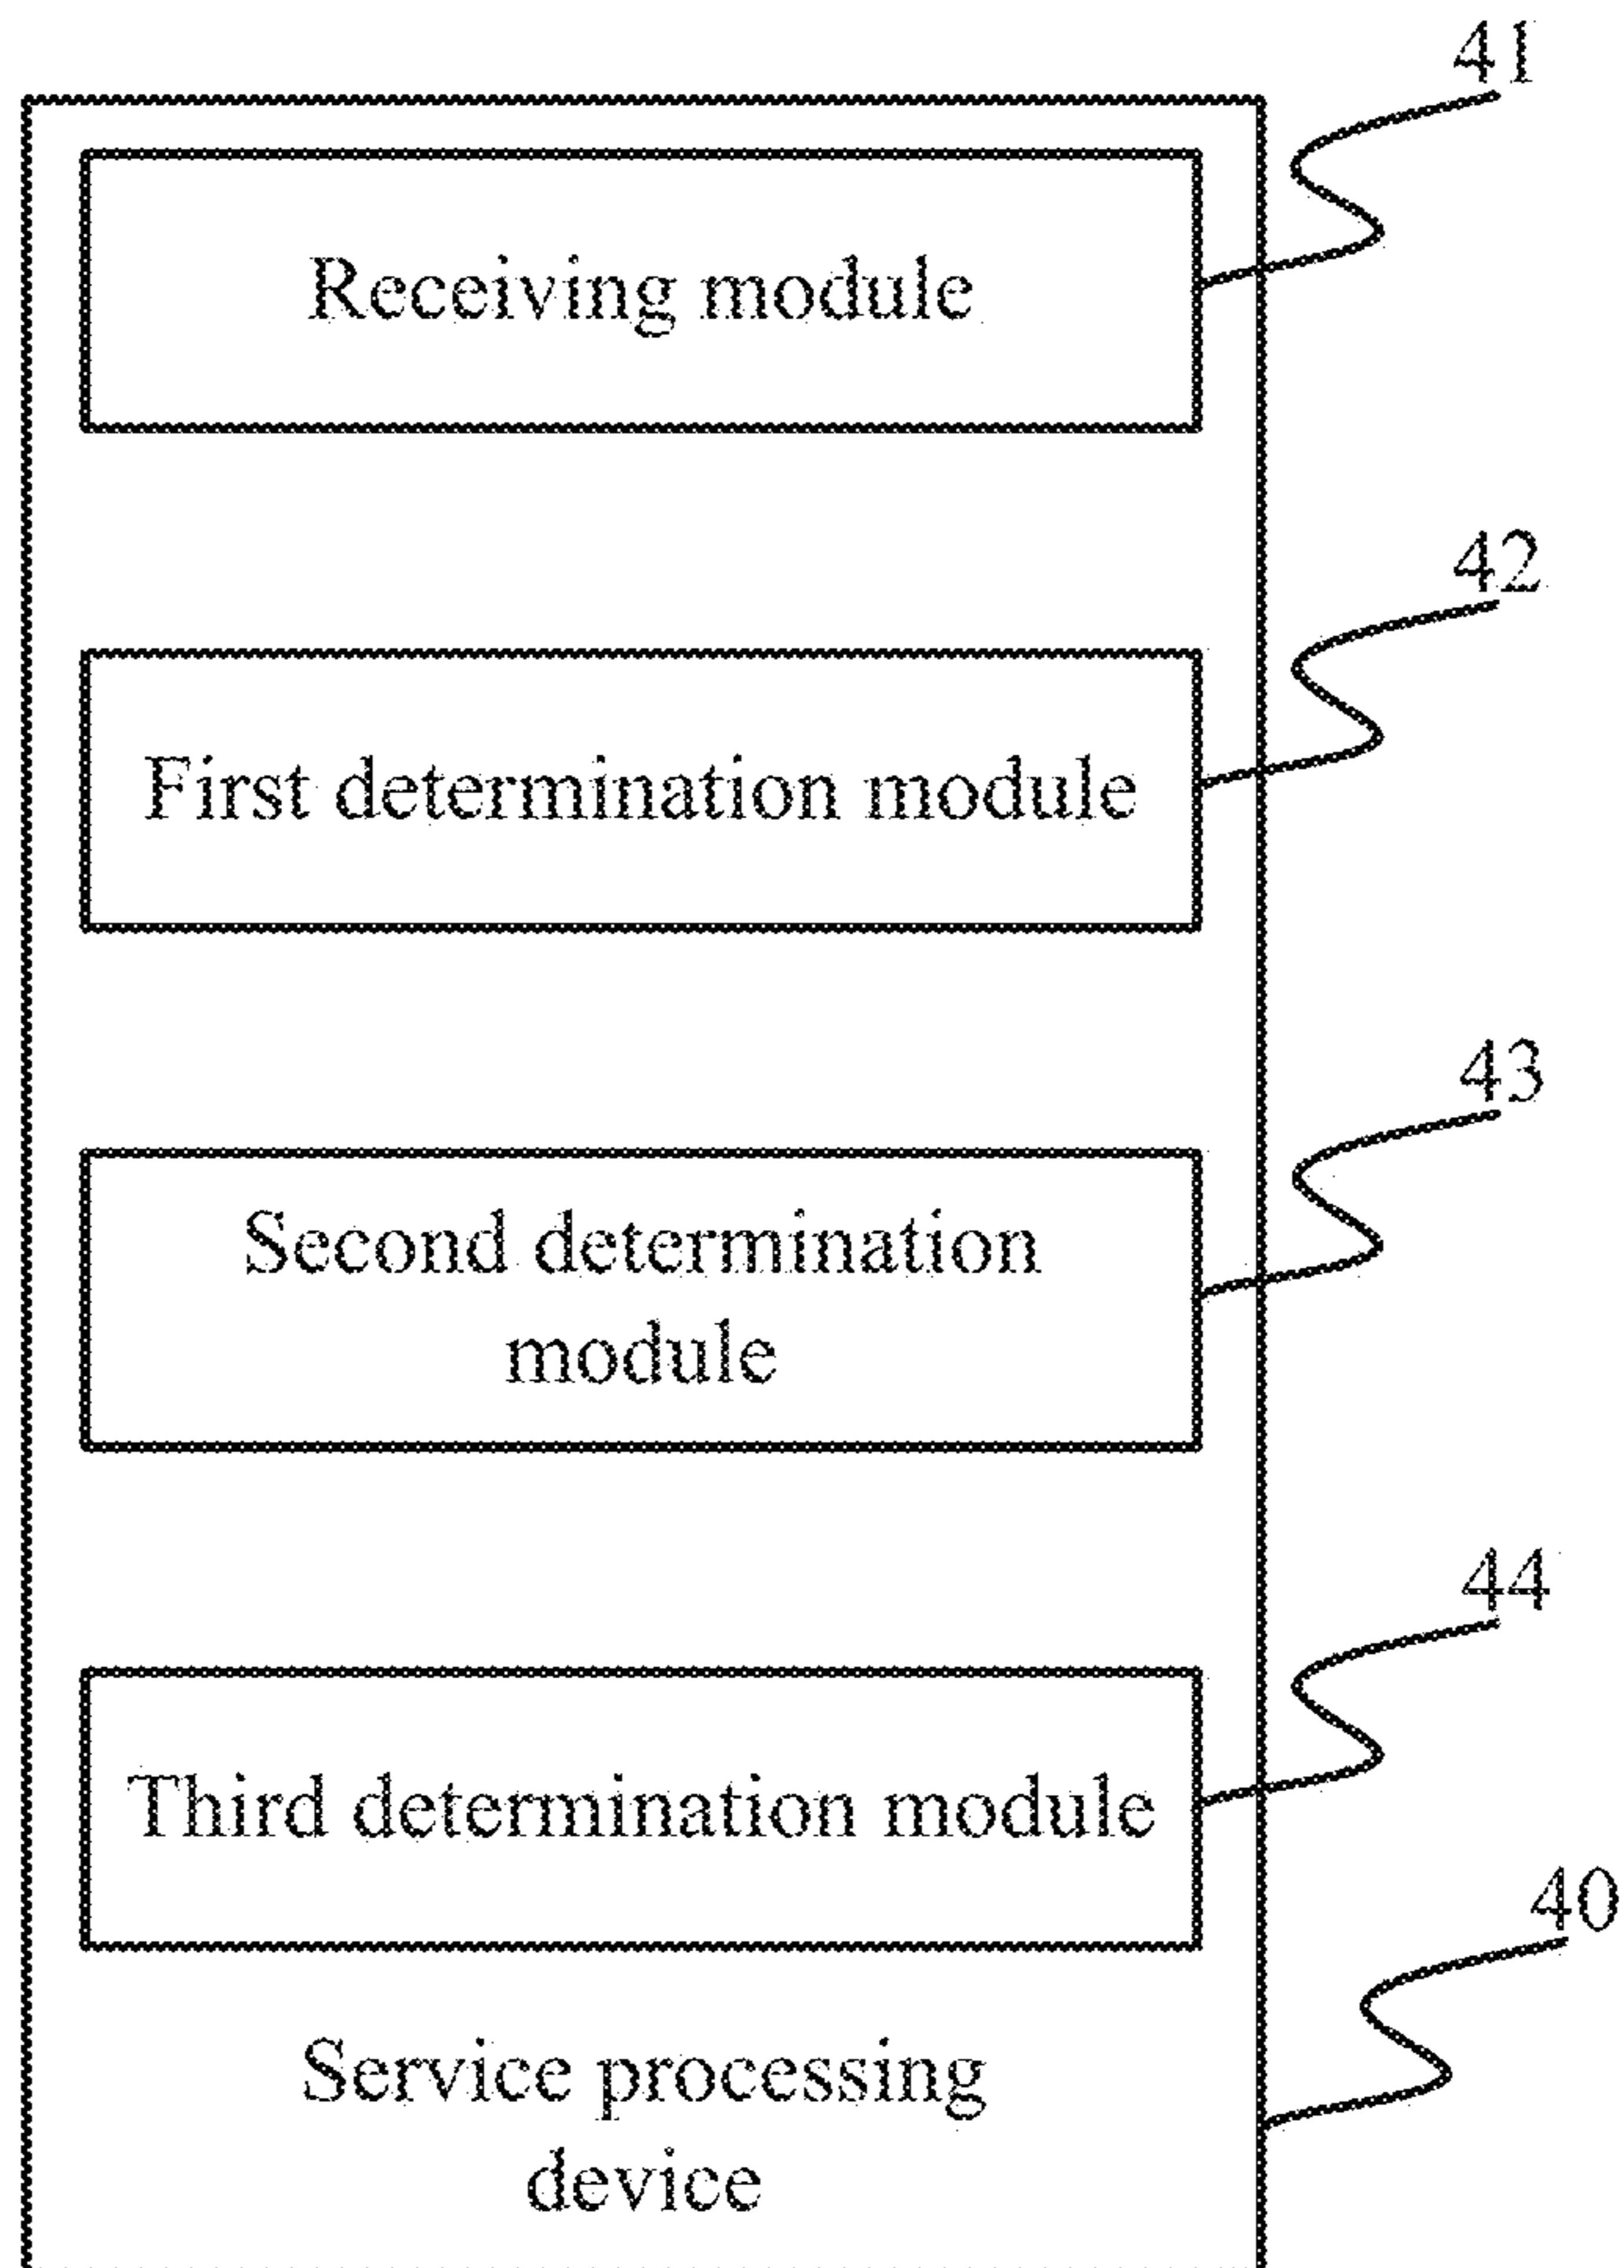 41
Receiving module
42
First determination module
43
Second determination
module
44
Third determination module
40
Service processing
device